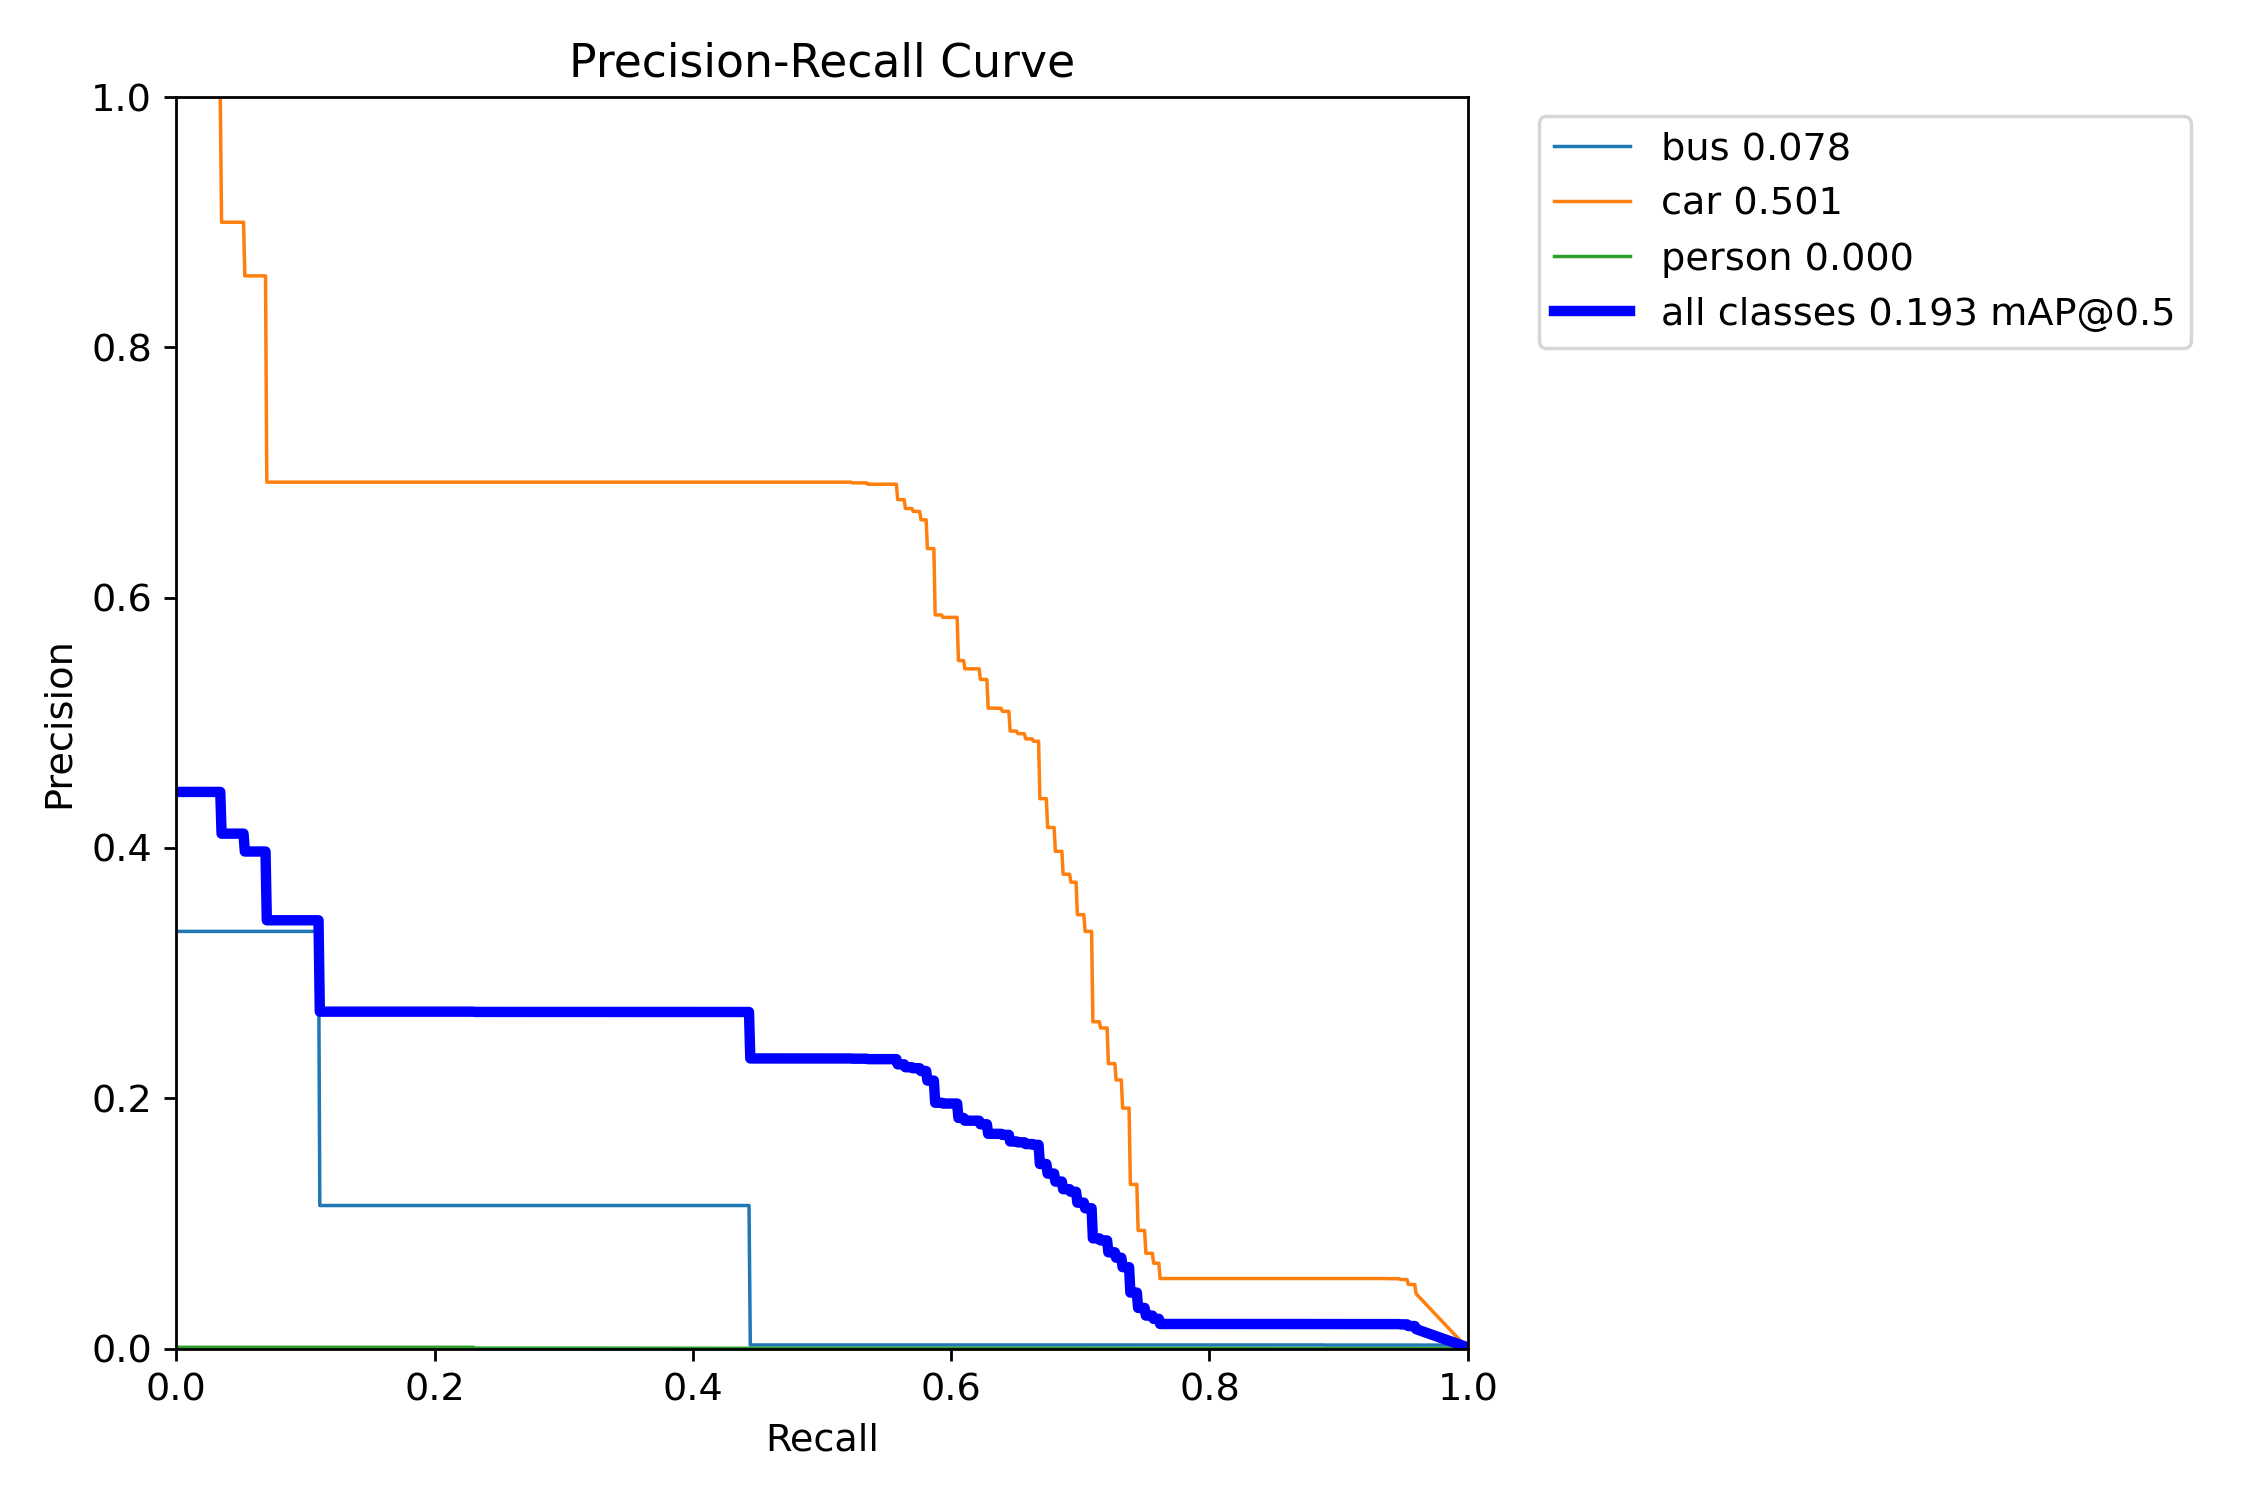 Precision-Recall Curve
1.0
0.8
0.6
0.4
0.2
0.0
Precision
0.0 0.2 0.4 0.6 0.8 1.0
Recall
bus 0.078
car 0.501
person 0.000
all classes 0.193 mAP@0.5